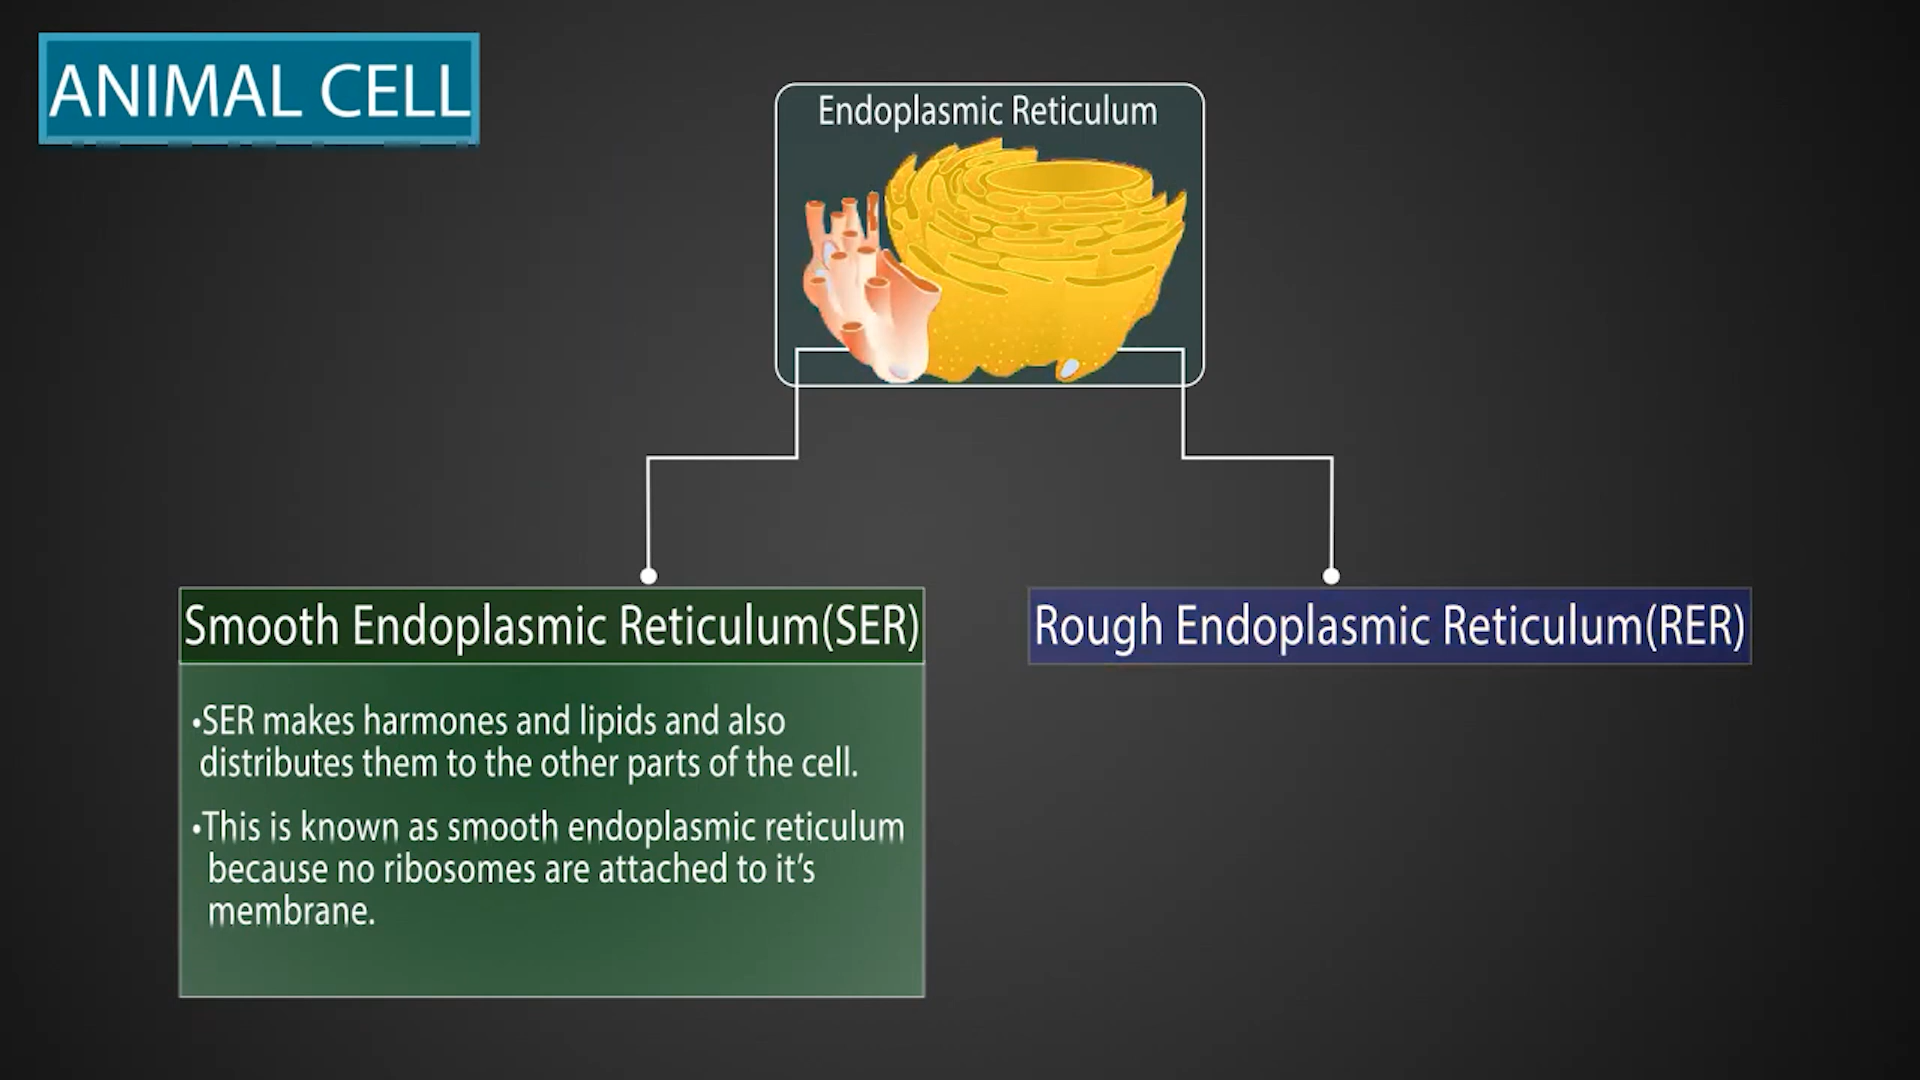 ANIMAL CELL
Endoplasmic Reticulum
Smooth Endoplasmic Reticulum(SER)
•SER makes harmones and lipids and also
distributes them to the other parts of the cell.
•This is known as smooth endoplasmic reticulum
because no ribosomes are attached to it’s
membrane.
Rough Endoplasmic Reticulum(RER)